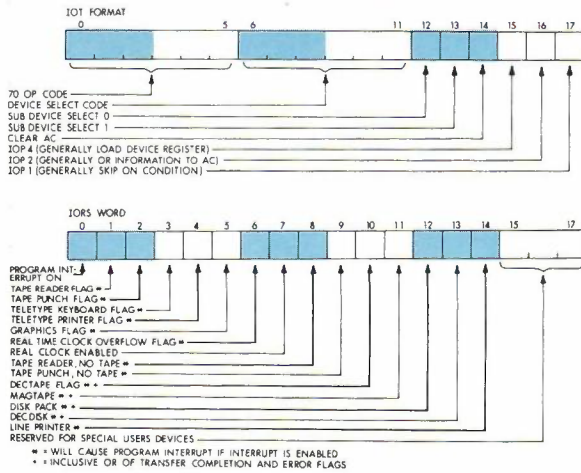 IOT FORMAT
0 5 6 11 12 13 14 15 16 17
70 OP CODE
DEVICE SELECT CODE
SUB DEVICE SELECT 0
SUB DEVICE SELECT 1
CLEAR AC
IOP 4 (GENERALLY LOAD DEVICE REGISTER)
IOP 2 (GENERALLY OR INFORMATION TO AC)
IOP 1 (GENERALLY SKIP ON CONDITION)
IORS WORD
0 1 2 3 4 5 6 7 8 9 10 11 12 13 14 15 17
PROGRAM INT-
ERRUPT ON
TAPE READER FLAG *
TAPE PUNCH FLAG *
TELETYPE KEYBOARD FLAG *
TELETYPE PRINTER FLAG *
GRAPHICS FLAG *
REAL TIME CLOCK OVERFLOW FLAG *
REAL CLOCK ENABLED
TAPE READER, NO TAPE *
TAPE PUNCH, NO TAPE *
DECTAPE FLAG * +
MAGTAPE * +
DISK PACK * +
DECDISK * +
LINE PRINTER *
RESERVED FOR SPECIAL USERS DEVICES
* = WILL CAUSE PROGRAM INTERRUPT IF INTERRUPT IS ENABLED
+ = INCLUSIVE OR OF TRANSFER COMPLETION AND ERROR FLAGS